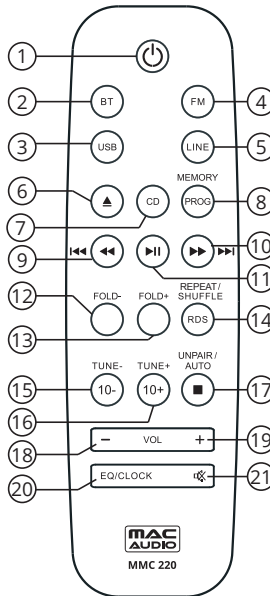 1
2 BT FM 4
3 USB LINE 5
MEMORY
6 CD PROG 8
7
9 10
11
REPEAT/
12 FOLD- FOLD+ SHUFFLE
RDS 14
13
UNPAIR/
TUNE- TUNE+ AUTO
15 10- 10+ 17
16
18 − VOL + 19
20 EQ/CLOCK 21
MAC
AUDIO
MMC 220